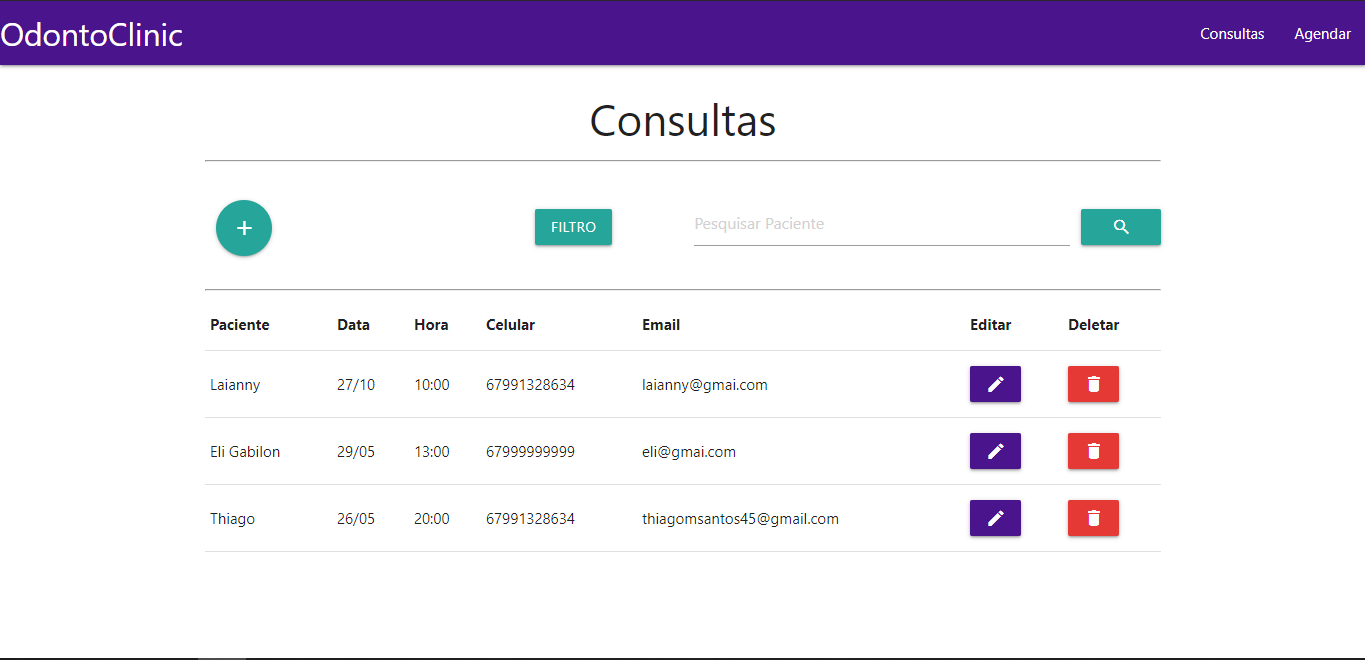 OdontoClinic Consultas Agendar
Consultas
+ FILTRO Pesquisar Paciente
Paciente Data Hora Celular Email Editar Deletar
Laianny 27/10 10:00 67991328634 laianny@gmai.com
Eli Gabilon 29/05 13:00 67999999999 eli@gmai.com
Thiago 26/05 20:00 67991328634 thiagomsantos45@gmail.com